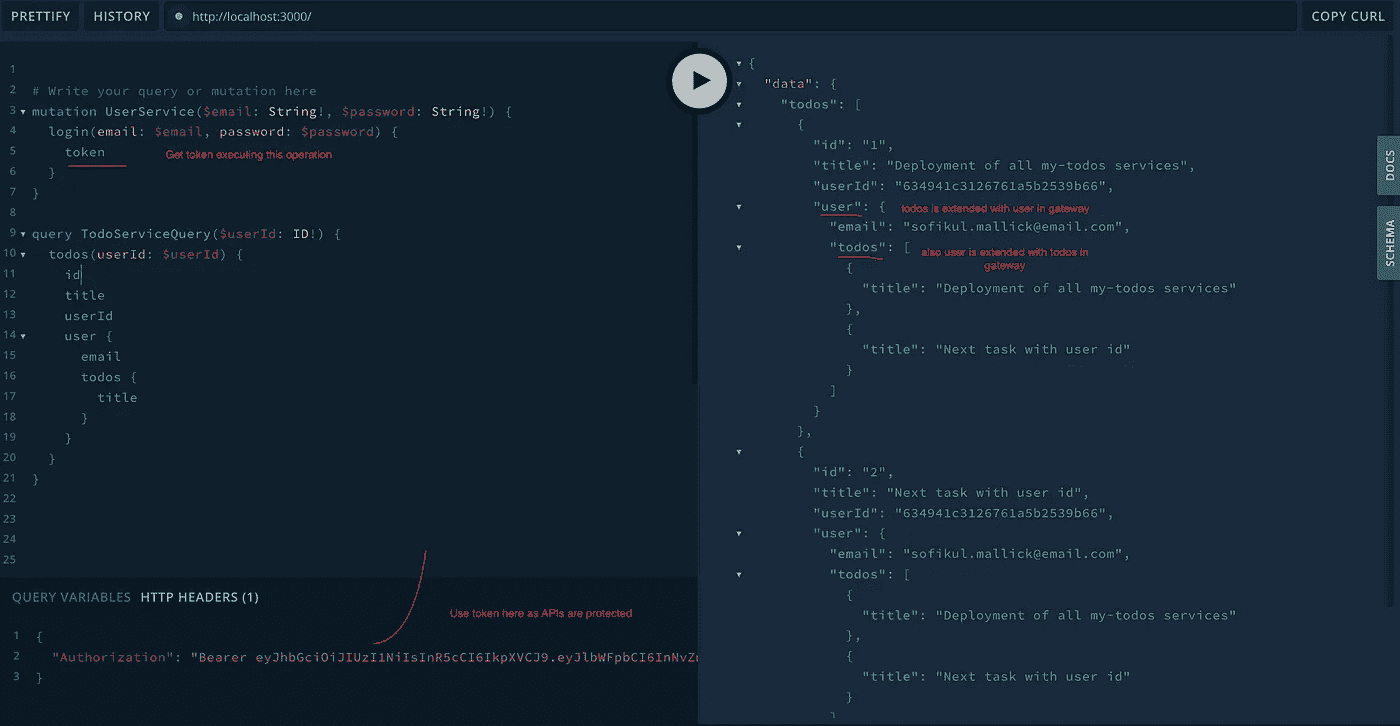 PRETTIFY HISTORY http://localhost:3000/ COPY CURL
1
2 # Write your query or mutation here
3 mutation UserService($email: String!, $password: String!) {
4 login(email: $email, password: $password) {
5 token Get token executing this operation
6 }
7 }
8
9 query TodoServiceQuery($userId: ID!) {
10 todos(userId: $userId) {
11 id
12 title
13 userId
14 user {
15 email
16 todos {
17 title
18 }
19 }
20 }
21 }
22
23
24
25
QUERY VARIABLES HTTP HEADERS (1)
Use token here as APIs are protected
1 {
2 "Authorization": "Bearer eyJhbGciOiJIUzI1NiIsInR5cCI6IkpXVCJ9.eyJlbWFpbCI6InNvZm
3 }
{
"data": {
"todos": [
{
"id": "1",
"title": "Deployment of all my-todos services",
"userId": "634941c3126761a5b2539b66",
"user": { todos is extended with user in gateway
"email": "sofikul.mallick@email.com",
"todos": [ also user is extended with todos in
gateway
{
"title": "Deployment of all my-todos services"
},
{
"title": "Next task with user id"
}
]
}
},
{
"id": "2",
"title": "Next task with user id",
"userId": "634941c3126761a5b2539b66",
"user": {
"email": "sofikul.mallick@email.com",
"todos": [
{
"title": "Deployment of all my-todos services"
},
{
"title": "Next task with user id"
}
]
DOCS
SCHEMA